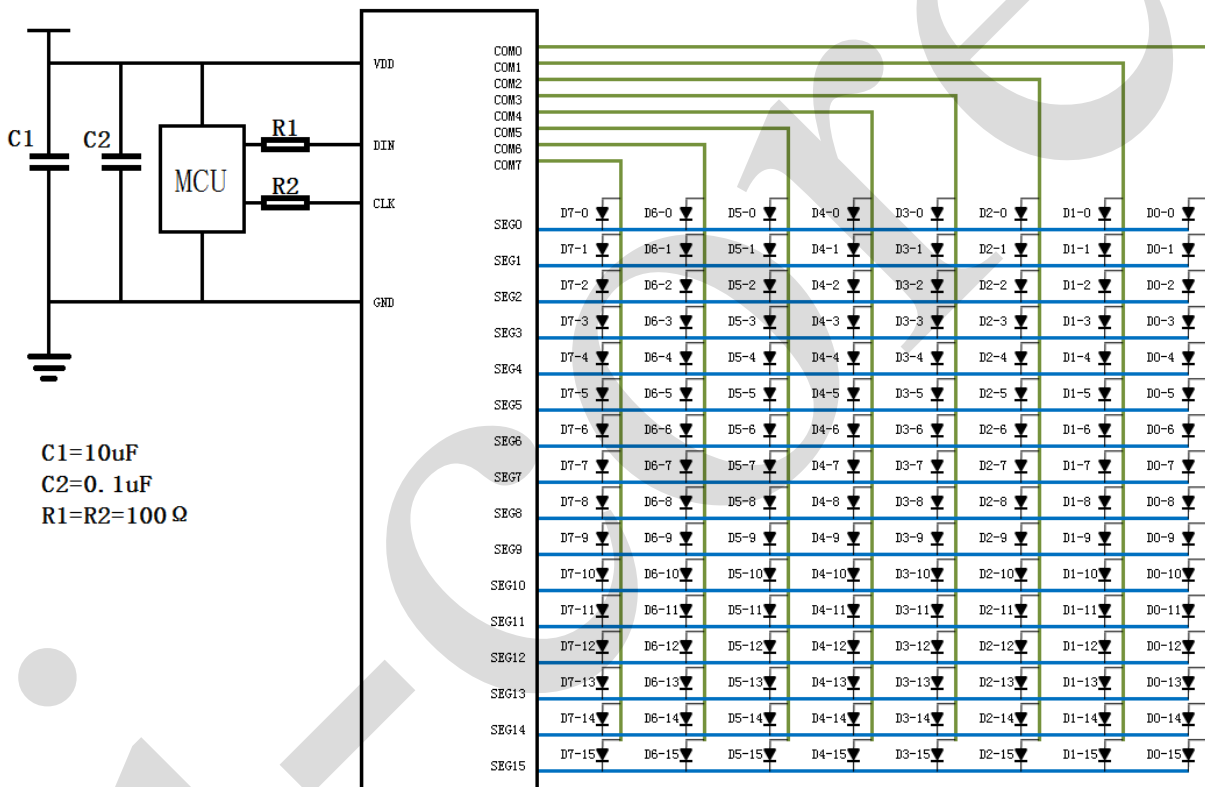 COM0
COM1
COM2
COM3
COM4
COM5
COM6
COM7
VDD
DIN
CLK
GND
C1
C2
MCU
R1
R2
SEG0
SEG1
SEG2
SEG3
SEG4
SEG5
SEG6
SEG7
SEG8
SEG9
SEG10
SEG11
SEG12
SEG13
SEG14
SEG15
D7-0 D6-0 D5-0 D4-0 D3-0 D2-0 D1-0 D0-0
D7-1 D6-1 D5-1 D4-1 D3-1 D2-1 D1-1 D0-1
D7-2 D6-2 D5-2 D4-2 D3-2 D2-2 D1-2 D0-2
D7-3 D6-3 D5-3 D4-3 D3-3 D2-3 D1-3 D0-3
D7-4 D6-4 D5-4 D4-4 D3-4 D2-4 D1-4 D0-4
D7-5 D6-5 D5-5 D4-5 D3-5 D2-5 D1-5 D0-5
D7-6 D6-6 D5-6 D4-6 D3-6 D2-6 D1-6 D0-6
D7-7 D6-7 D5-7 D4-7 D3-7 D2-7 D1-7 D0-7
D7-8 D6-8 D5-8 D4-8 D3-8 D2-8 D1-8 D0-8
D7-9 D6-9 D5-9 D4-9 D3-9 D2-9 D1-9 D0-9
D7-10 D6-10 D5-10 D4-10 D3-10 D2-10 D1-10 D0-10
D7-11 D6-11 D5-11 D4-11 D3-11 D2-11 D1-11 D0-11
D7-12 D6-12 D5-12 D4-12 D3-12 D2-12 D1-12 D0-12
D7-13 D6-13 D5-13 D4-13 D3-13 D2-13 D1-13 D0-13
D7-14 D6-14 D5-14 D4-14 D3-14 D2-14 D1-14 D0-14
D7-15 D6-15 D5-15 D4-15 D3-15 D2-15 D1-15 D0-15
C1=10uF
C2=0.1uF
R1=R2=100Ω
i-core